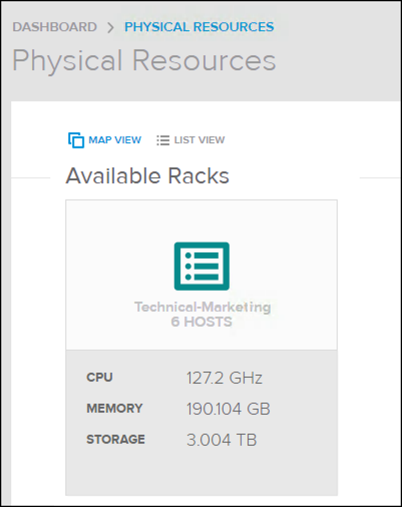 DASHBOARD > PHYSICAL RESOURCES
Physical Resources
MAP VIEW LIST VIEW
Available Racks
Technical-Marketing
6 HOSTS
CPU 127.2 GHz
MEMORY 190.104 GB
STORAGE 3.004 TB